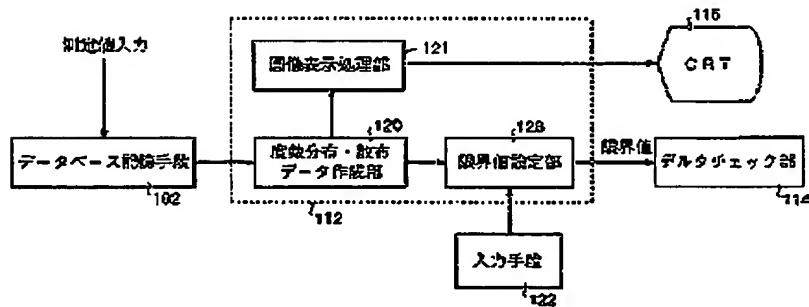 測定値入力
データベース記憶手段
102
画像表示処理部
121
度数分布・散布
データ作成部
120
限界値設定部
123
112
入力手段
122
限界値
115
CRT
デルタチェック部
114